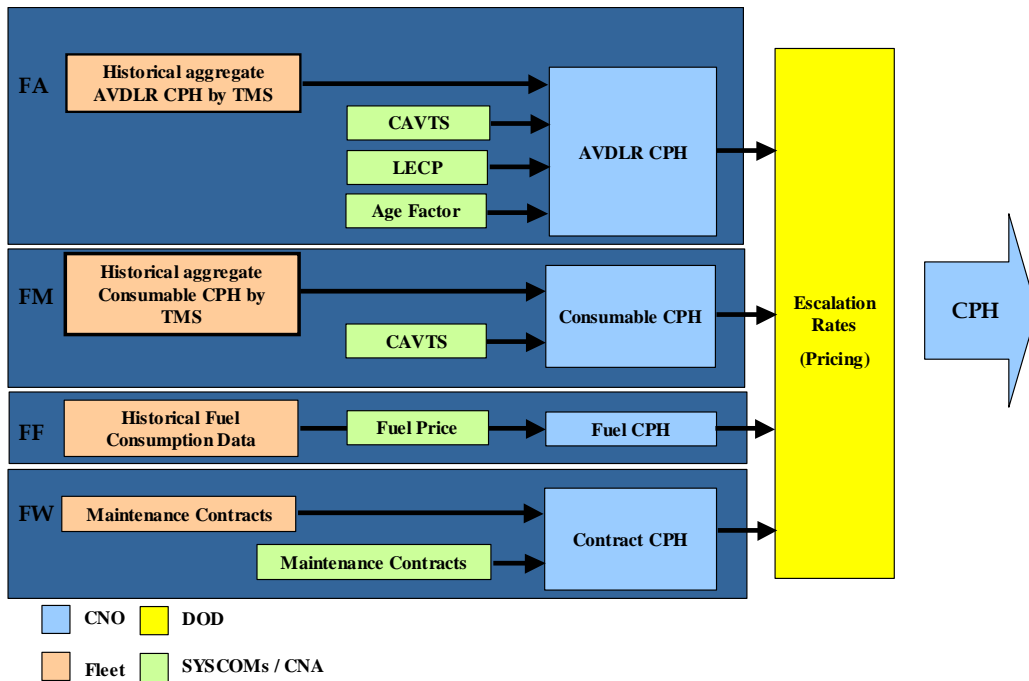 FA
Historical aggregate
AVDLR CPH by TMS
CAVTS
LECP
Age Factor
AVDLR CPH
FM
Historical aggregate
Consumable CPH by
TMS
CAVTS
Consumable CPH
FF
Historical Fuel
Consumption Data
Fuel Price
Fuel CPH
FW
Maintenance Contracts
Maintenance Contracts
Contract CPH
Escalation
Rates
(Pricing)
CPH
CNO
DOD
Fleet
SYSCOMs / CNA